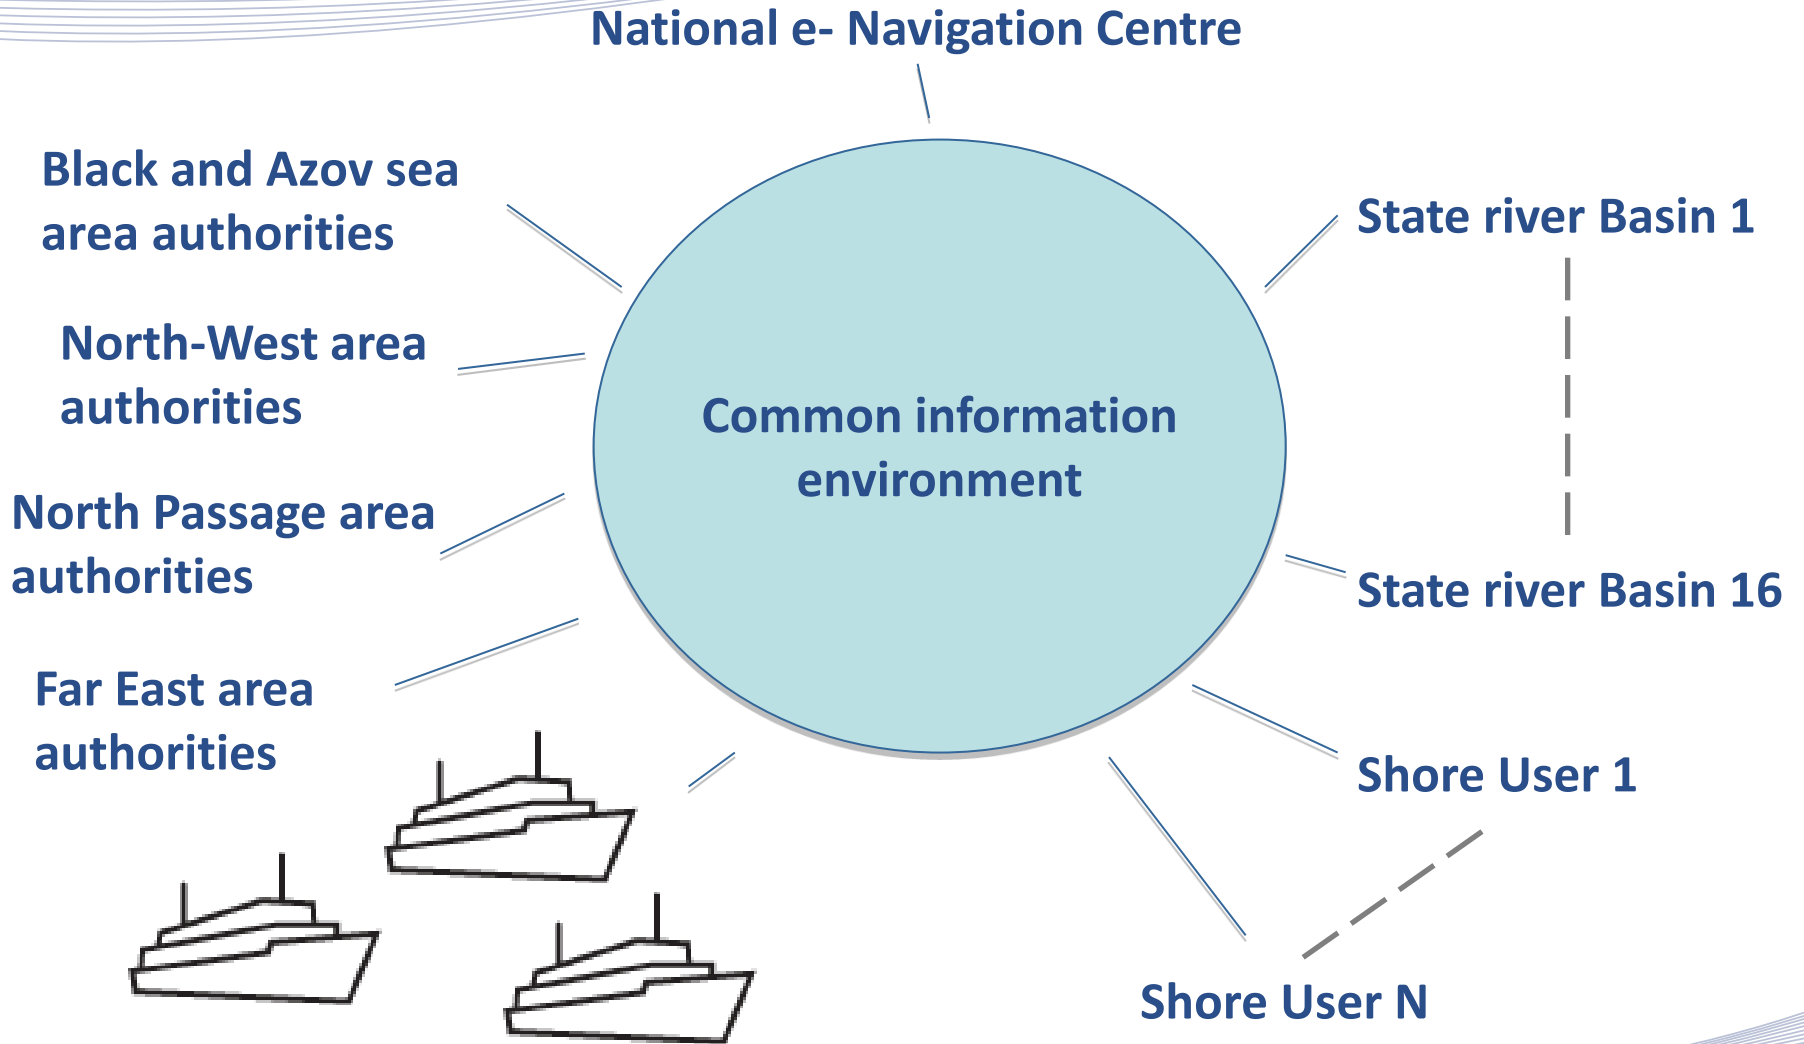 National e- Navigation Centre
Black and Azov sea
area authorities
North-West area
authorities
North Passage area
authorities
Far East area
authorities
Common information
environment
State river Basin 1
State river Basin 16
Shore User 1
Shore User N